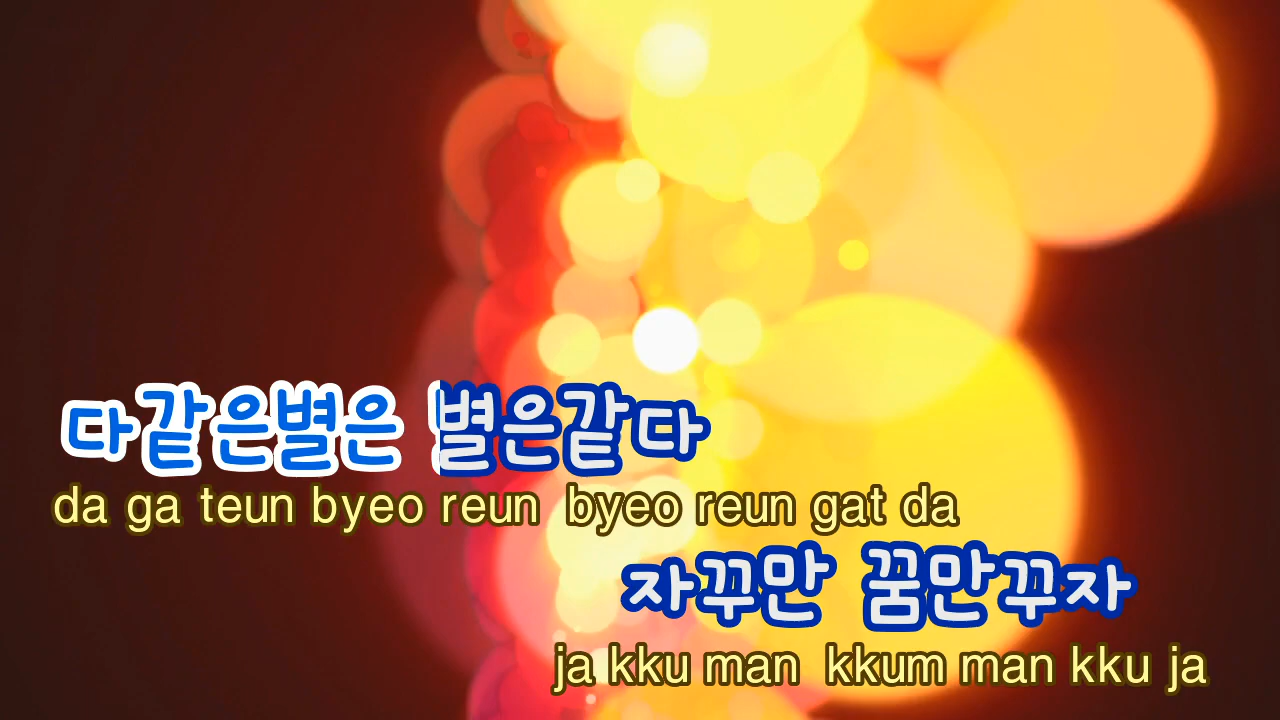 다같은별은 별은같다
da ga teun byeo reun byeo reun gat da
자꾸만 꿈만꾸자
ja kku man kkum man kku ja